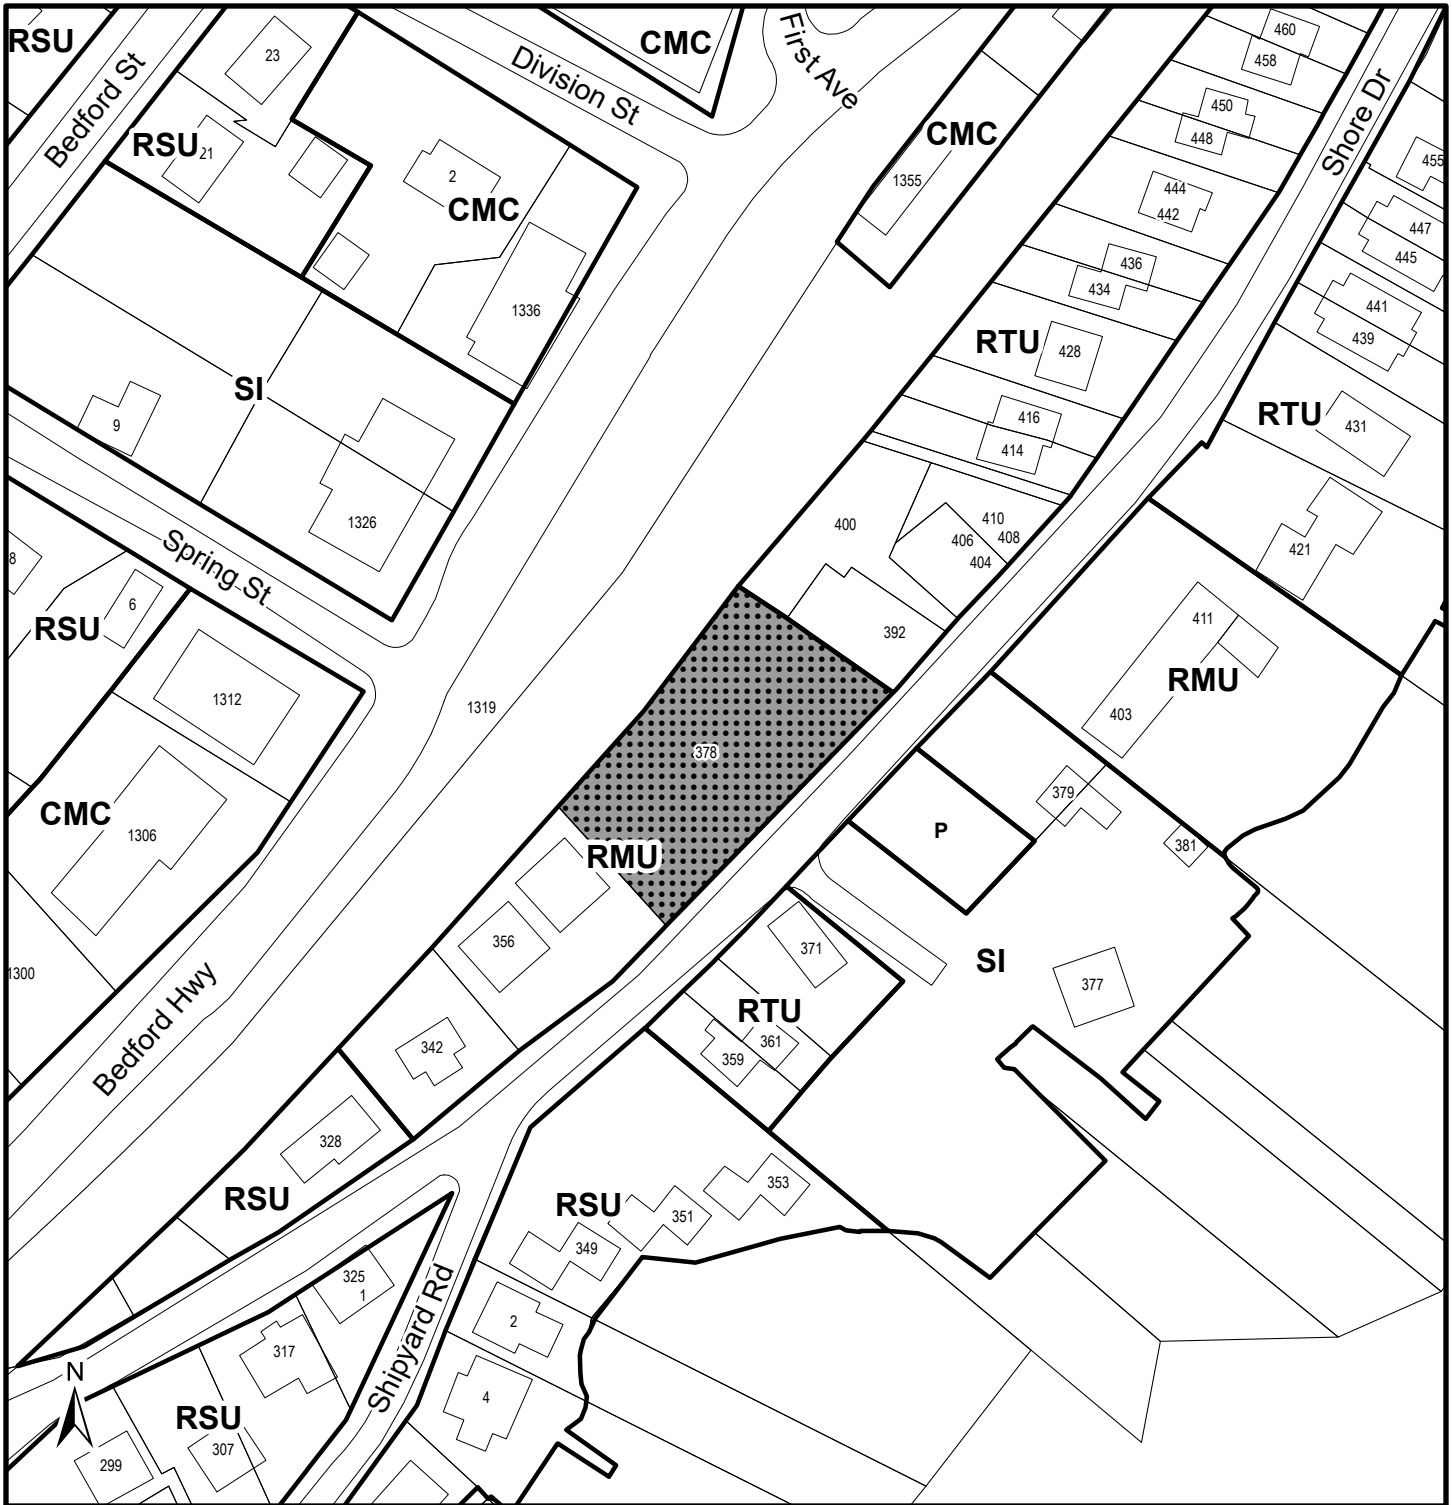 RSU
Bedford St
23
Division St
CMC
First Ave
460
458
Shore Dr
450
448
RSU
21
2
CMC
CMC
1355
455
444
442
447
445
436
434
441
439
1336
RTU
428
SI
9
416
414
RTU
431
1326
400
410
408
406
404
421
Spring St
8
6
RSU
392
411
RMU
403
1312
1319
378
CMC
1306
RMU
379
P
381
356
371
SI
377
1300
Bedford Hwy
342
RTU
361
359
328
RSU
RSU
353
351
349
325
1
2
317
Shipyard Rd
N
4
RSU
307
299